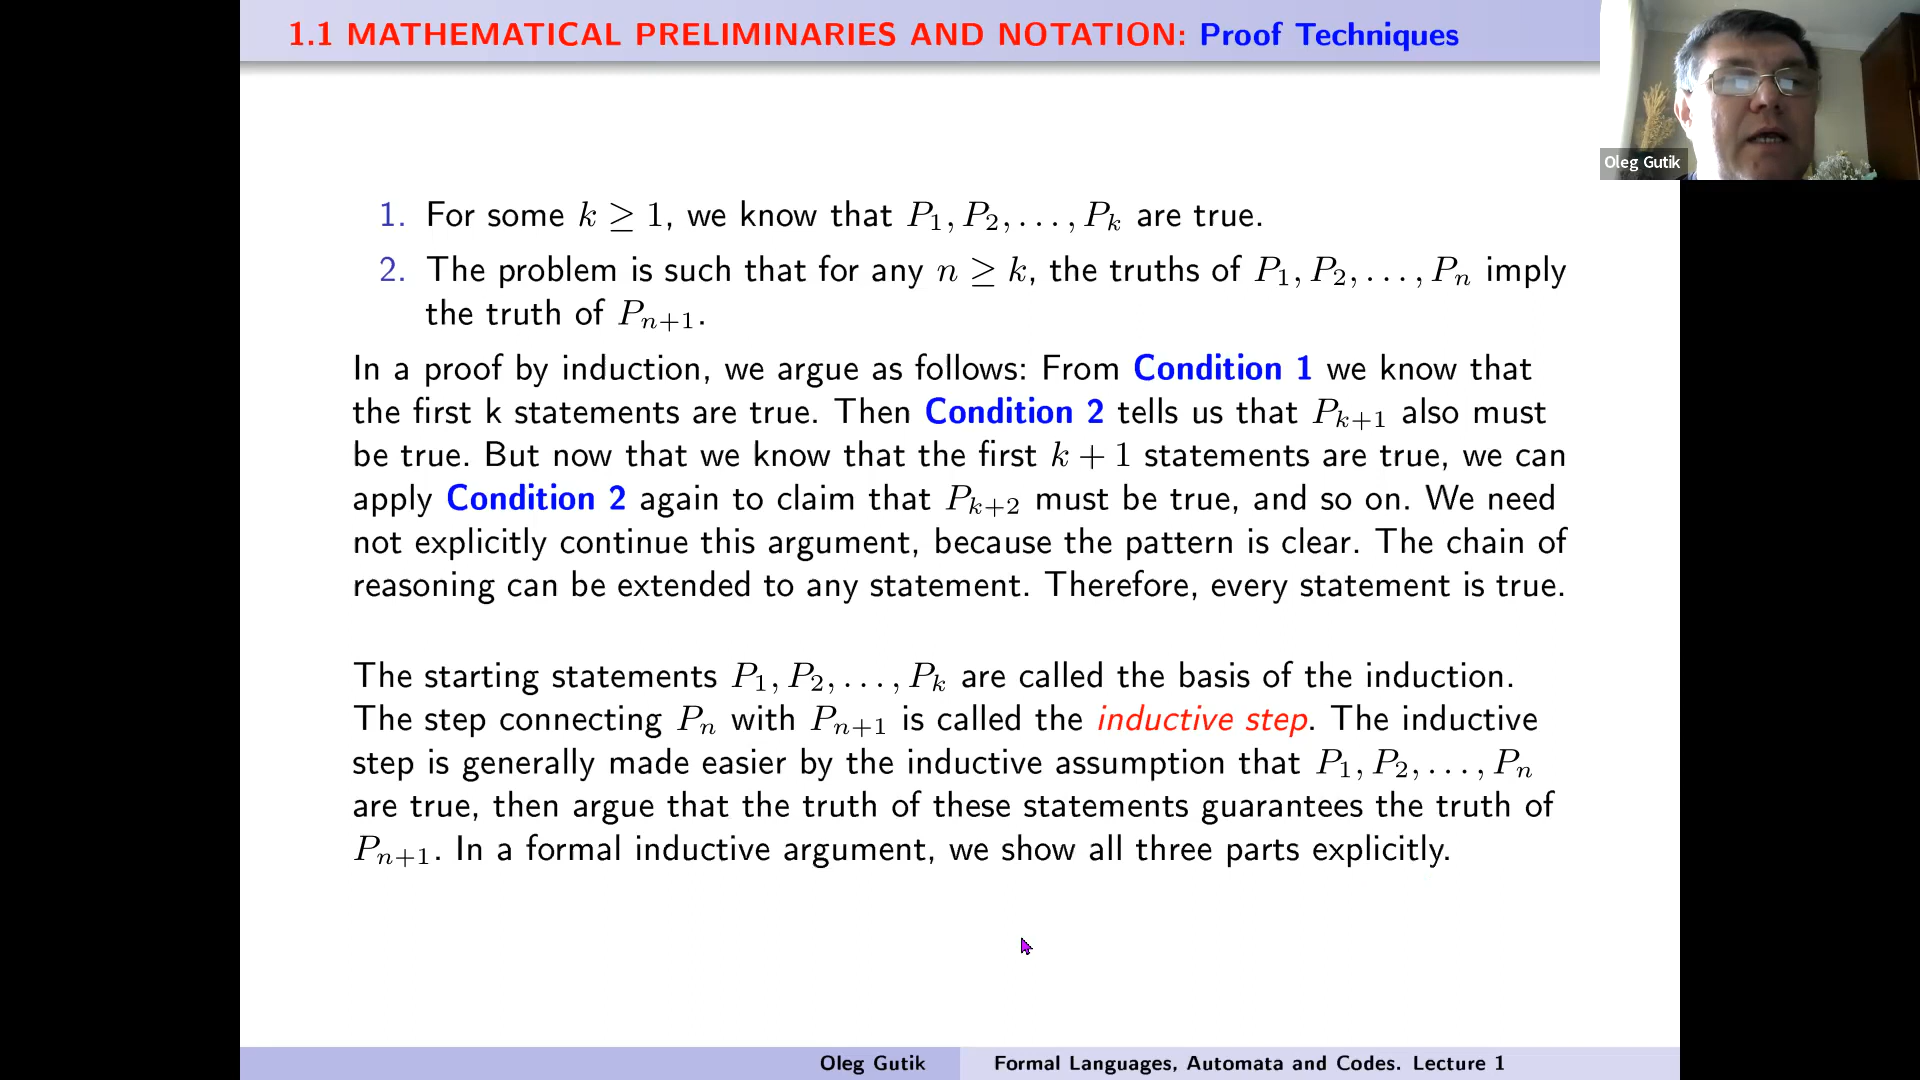 1.1 MATHEMATICAL PRELIMINARIES AND NOTATION: Proof Techniques
Oleg Gutik
1. For some k ≥ 1, we know that P₁, P₂, . . . , Pₖ are true.
2. The problem is such that for any n ≥ k, the truths of P₁, P₂, . . . , Pₙ imply
the truth of Pₙ₊₁.
In a proof by induction, we argue as follows: From Condition 1 we know that
the first k statements are true. Then Condition 2 tells us that Pₖ₊₁ also must
be true. But now that we know that the first k + 1 statements are true, we can
apply Condition 2 again to claim that Pₖ₊₂ must be true, and so on. We need
not explicitly continue this argument, because the pattern is clear. The chain of
reasoning can be extended to any statement. Therefore, every statement is true.
The starting statements P₁, P₂, . . . , Pₖ are called the basis of the induction.
The step connecting Pₙ with Pₙ₊₁ is called the inductive step. The inductive
step is generally made easier by the inductive assumption that P₁, P₂, . . . , Pₙ
are true, then argue that the truth of these statements guarantees the truth of
Pₙ₊₁. In a formal inductive argument, we show all three parts explicitly.
Oleg Gutik Formal Languages, Automata and Codes. Lecture 1